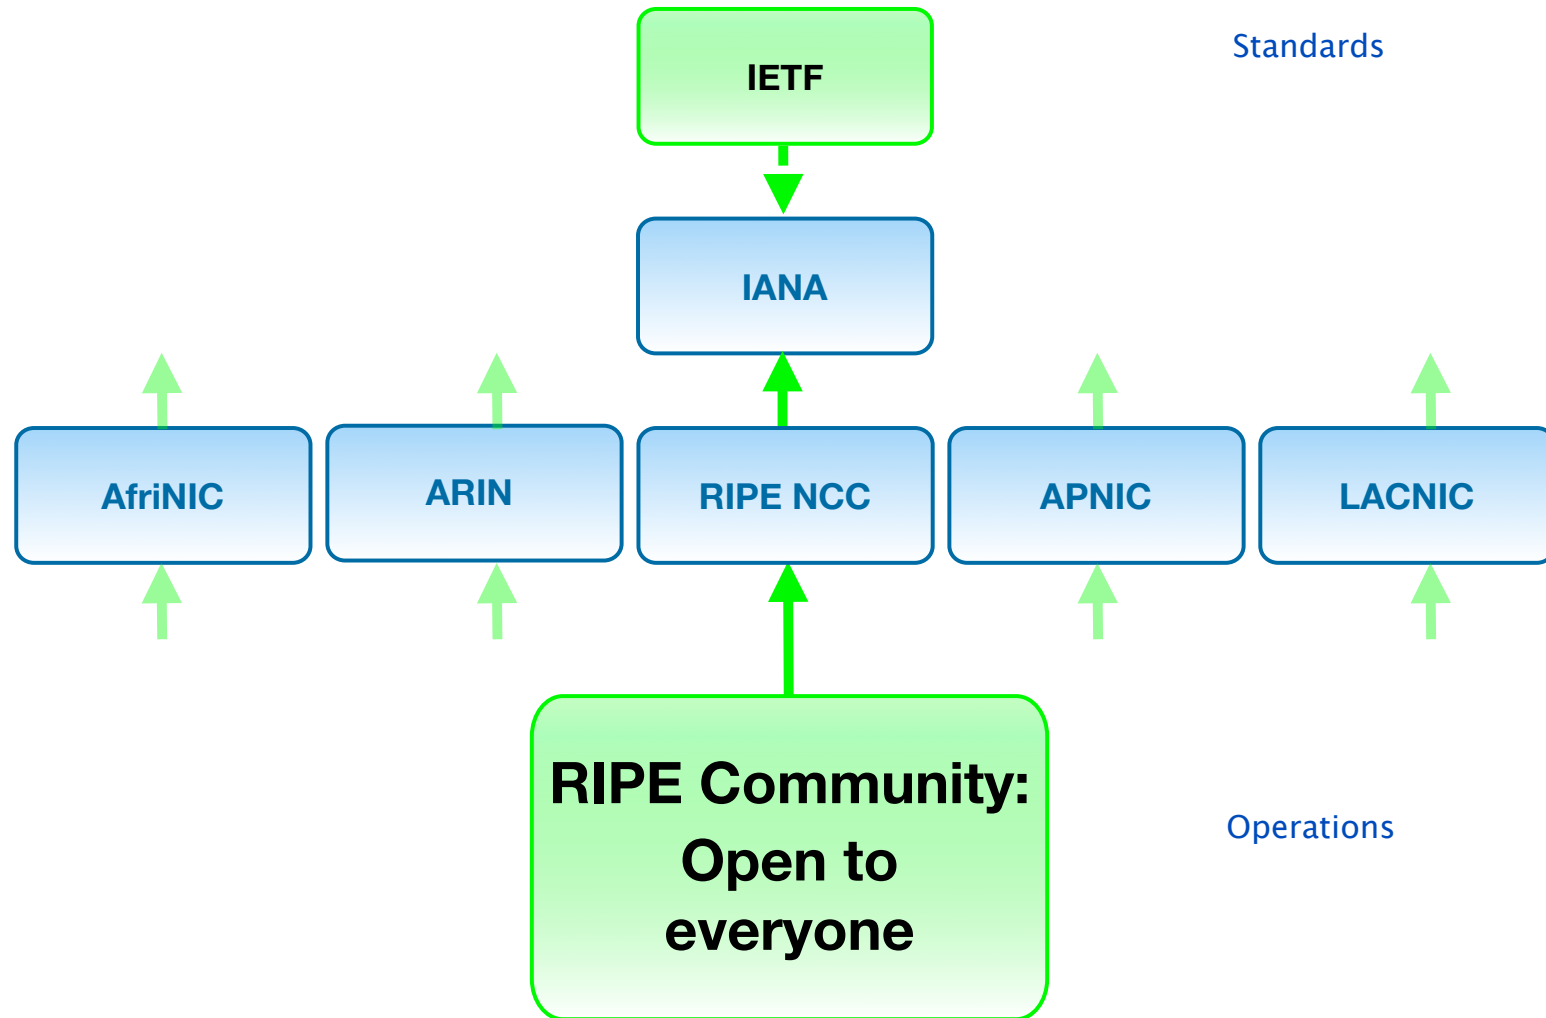 IETF
Standards
IANA
AfriNIC
ARIN
RIPE NCC
APNIC
LACNIC
RIPE Community:
Open to
everyone
Operations